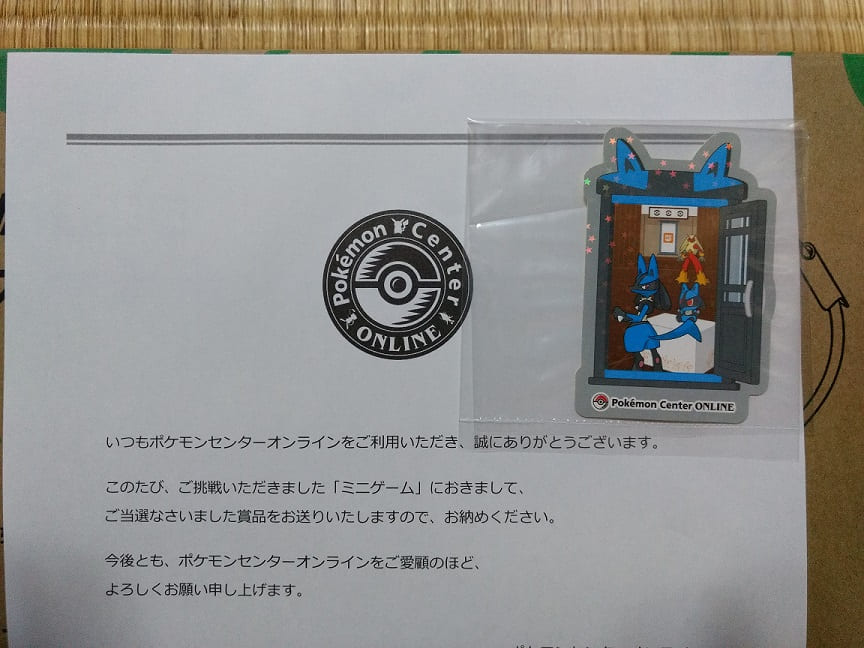 Pokémon Center
ONLINE
Pokémon Center ONLINE
いつもポケモンセンターオンラインをご利用いただき、誠にありがとうございます。
このたび、ご挑戦いただきました「ミニゲーム」におきまして、
ご当選なさいました賞品をお送りいたしますので、お納めください。
今後とも、ポケモンセンターオンラインをご愛顧のほど、
よろしくお願い申し上げます。